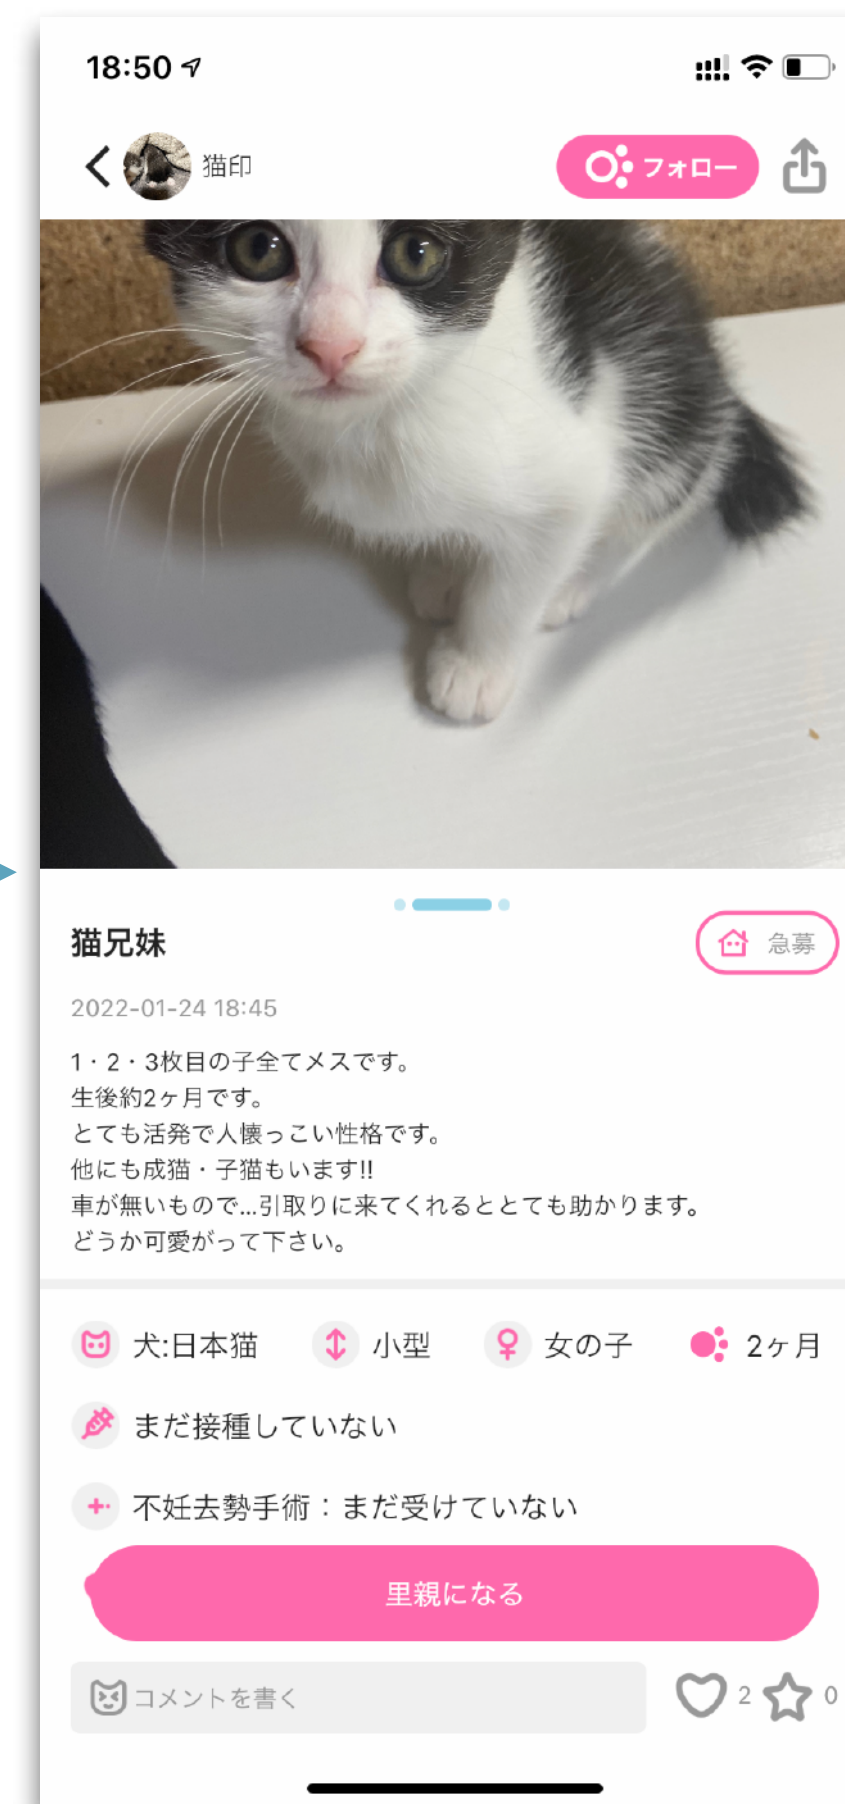 18:50
猫印
フォロー
猫兄妹
急募
2022-01-24 18:45
1・2・3枚目の子全てメスです。
生後約2ヶ月です。
とても活発で人懐っこい性格です。
他にも成猫・子猫もいます!!
車が無いもので...引取りに来てくれるととても助かります。
どうか可愛がって下さい。
犬:日本猫 小型 女の子 2ヶ月
まだ接種していない
不妊去勢手術：まだ受けていない
里親になる
コメントを書く 2 0